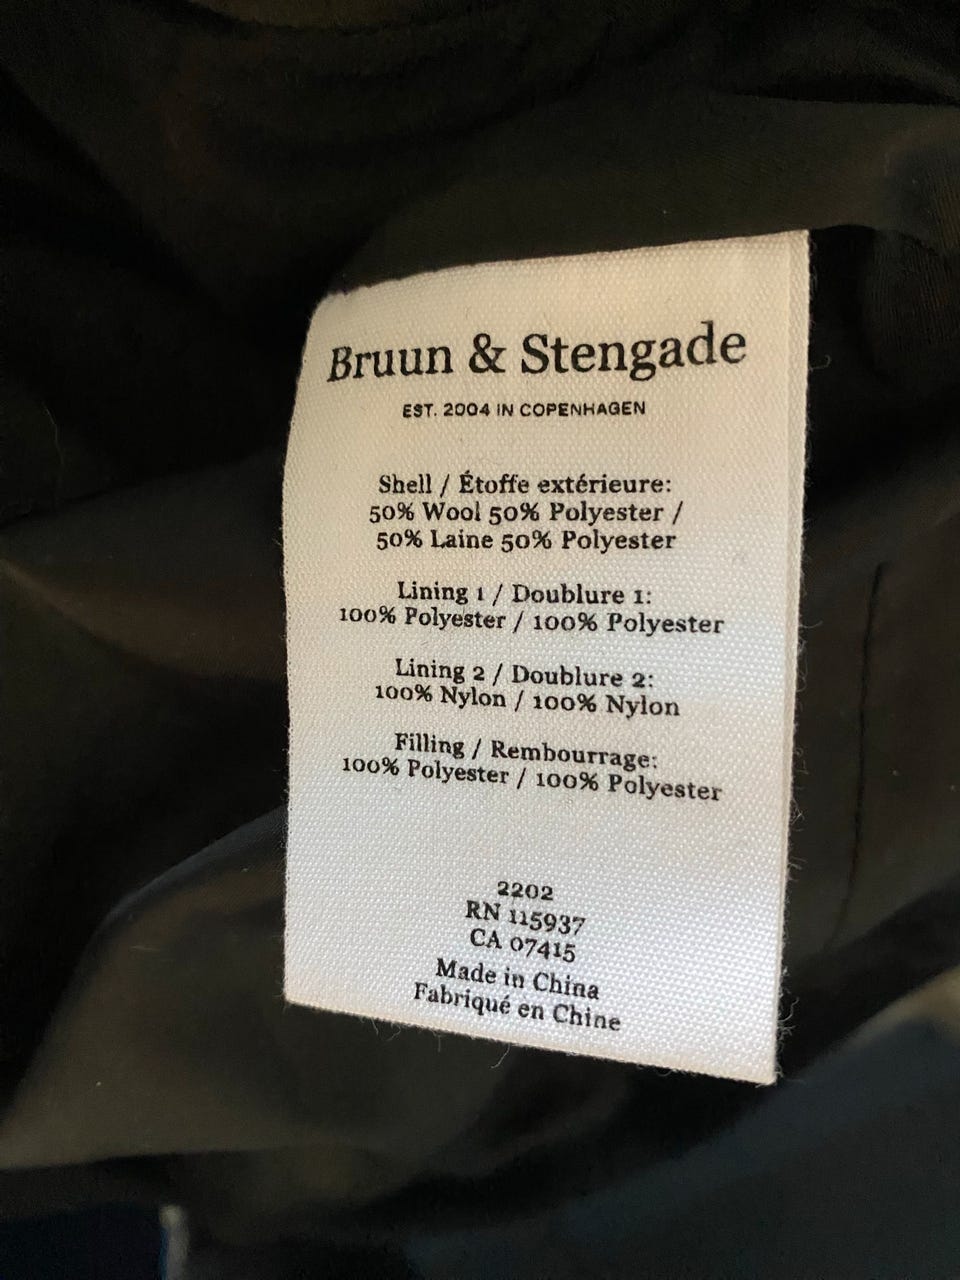 Bruun & Stengade
EST. 2004 IN COPENHAGEN
Shell / Étoffe extérieure:
50% Wool 50% Polyester /
50% Laine 50% Polyester
Lining 1 / Doublure 1:
100% Polyester / 100% Polyester
Lining 2 / Doublure 2:
100% Nylon / 100% Nylon
Filling / Rembourrage:
100% Polyester / 100% Polyester
2202
RN 115937
CA 07415
Made in China
Fabriqué en Chine